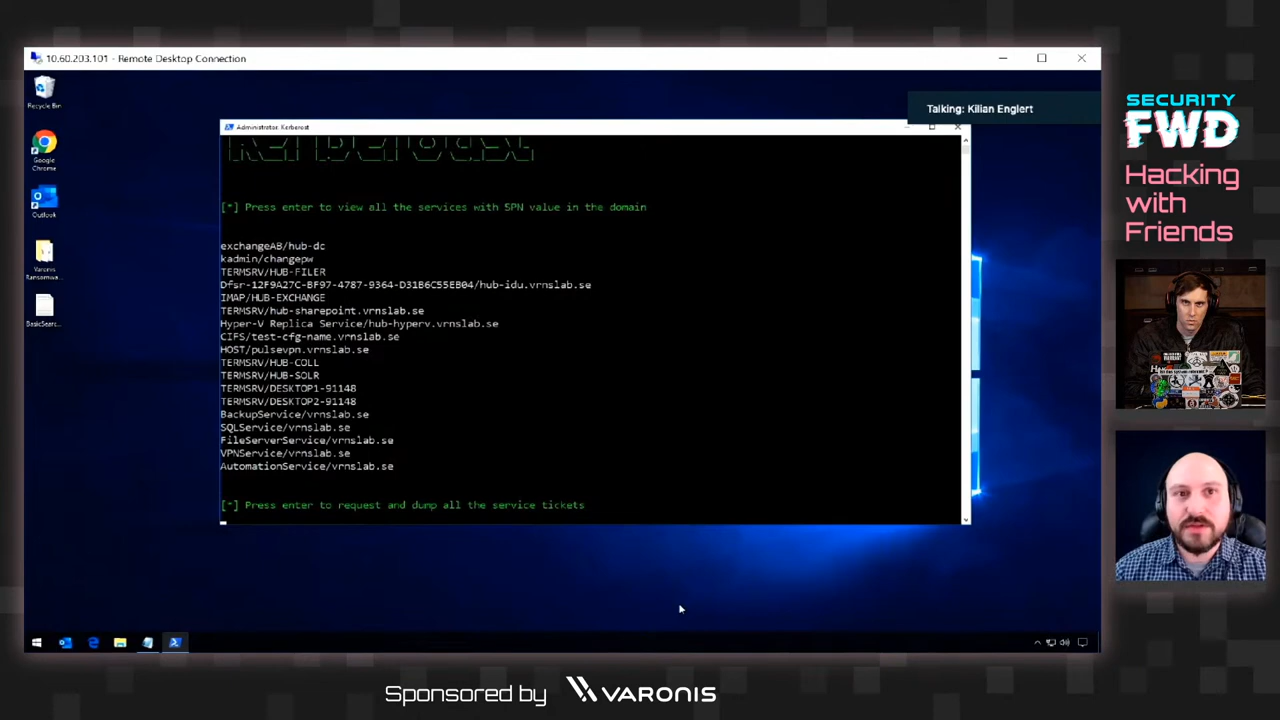 10.60.203.101 - Remote Desktop Connection
Talking: Kilian Englert
SECURITY
FWD
Hacking
with
Friends
Recycle Bin
Google
Chrome
Outlook
Varonis
Ransomwa...
BasicSearc...
Administrator: Kerberost
Kerberoast
[*] Press enter to view all the services with SPN value in the domain
exchangeAB/hub-dc
kadmin/changepw
TERMSRV/HUB-FILER
Dfsr-12F9A27C-BF97-4787-9364-D31B6C55EB04/hub-idu.vrnslab.se
IMAP/HUB-EXCHANGE
TERMSRV/hub-sharepoint.vrnslab.se
Hyper-V Replica Service/hub-hyperv.vrnslab.se
CIFS/test-cfg-name.vrnslab.se
HOST/pulsevpn.vrnslab.se
TERMSRV/HUB-COLL
TERMSRV/HUB-SOLR
TERMSRV/DESKTOP1-91148
TERMSRV/DESKTOP2-91148
BackupService/vrnslab.se
SQLService/vrnslab.se
FileServerService/vrnslab.se
VPNService/vrnslab.se
AutomationService/vrnslab.se
[*] Press enter to request and dump all the service tickets
Sponsored by VARONIS